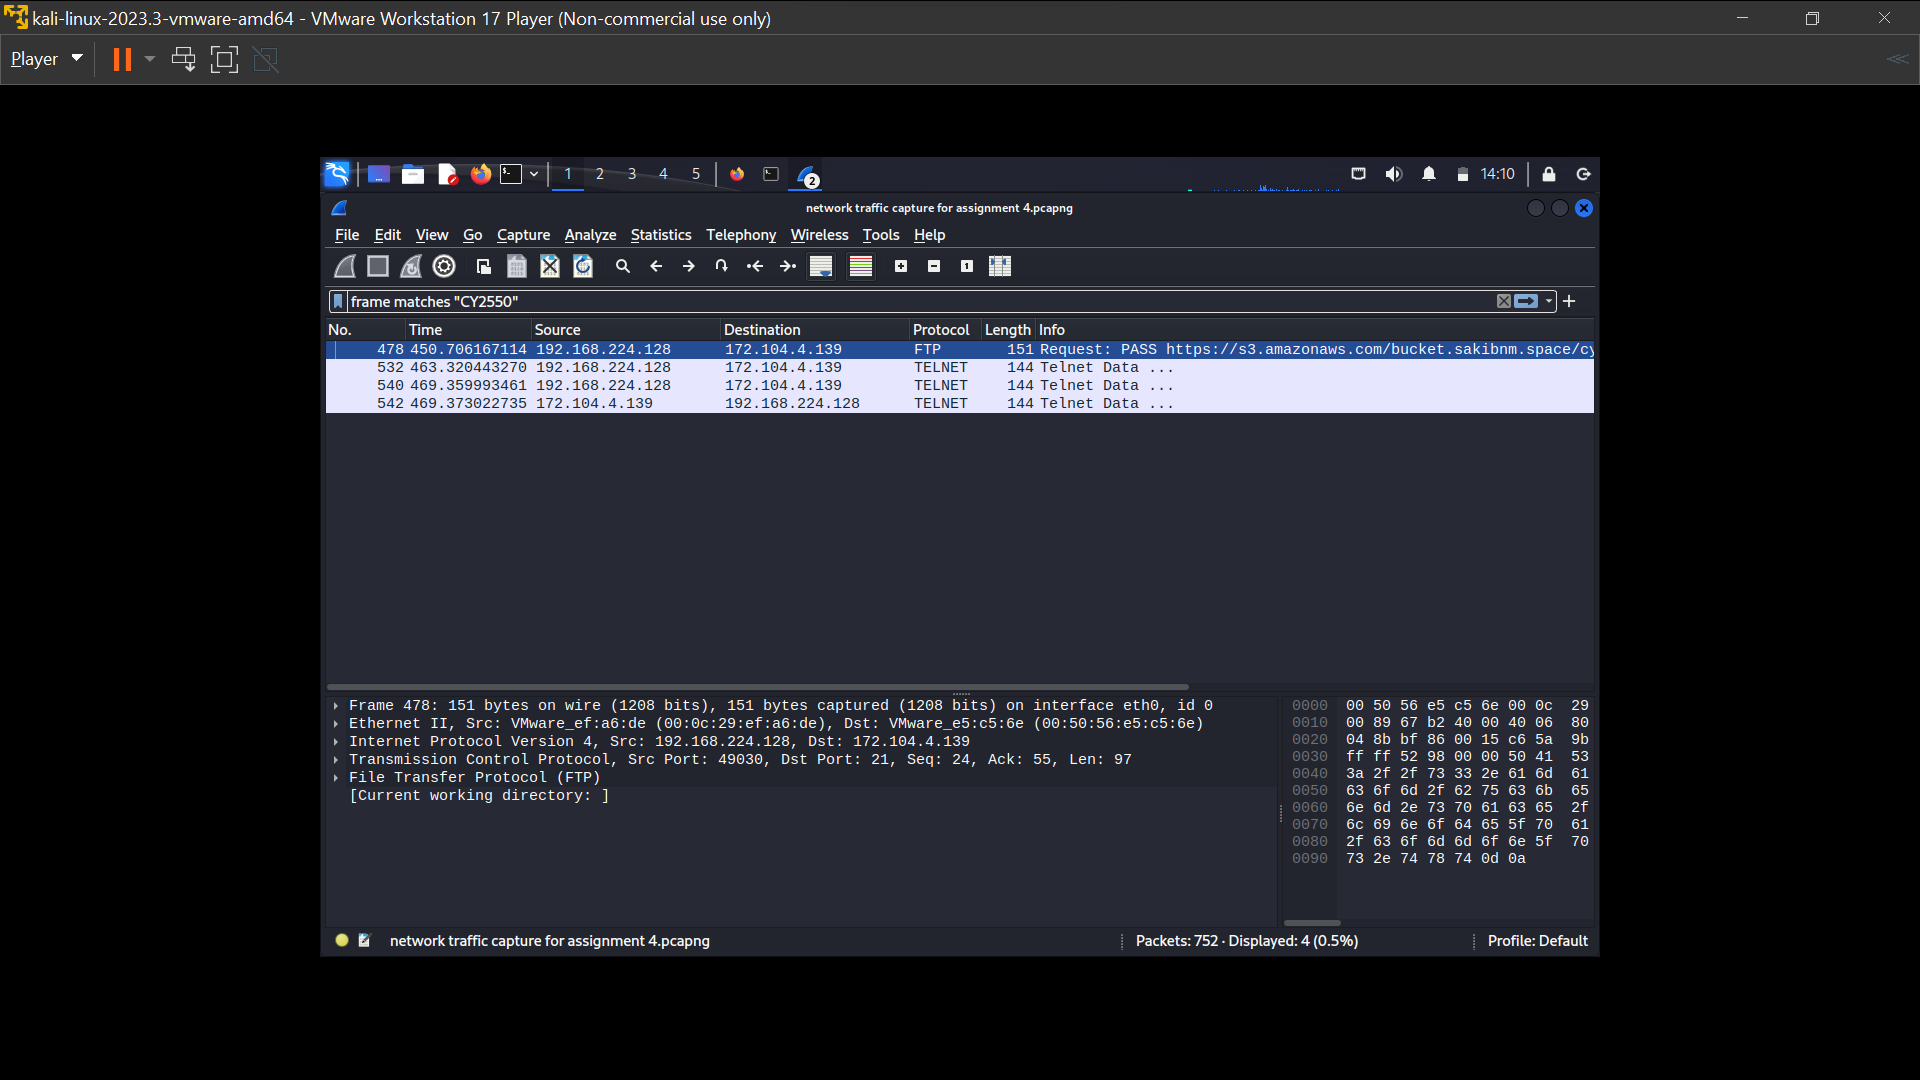 kali-linux-2023.3-vmware-amd64 - VMware Workstation 17 Player (Non-commercial use only)
Player
1 2 3 4 5 2 14:10
network traffic capture for assignment 4.pcapng
File Edit View Go Capture Analyze Statistics Telephony Wireless Tools Help
frame matches "CY2550"
No. Time Source Destination Protocol Length Info
478 450.706167114 192.168.224.128 172.104.4.139 FTP 151 Request: PASS https://s3.amazonaws.com/bucket.sakibnm.space/cy
532 463.320443270 192.168.224.128 172.104.4.139 TELNET 144 Telnet Data ...
540 469.359993461 192.168.224.128 172.104.4.139 TELNET 144 Telnet Data ...
542 469.373022735 172.104.4.139 192.168.224.128 TELNET 144 Telnet Data ...
Frame 478: 151 bytes on wire (1208 bits), 151 bytes captured (1208 bits) on interface eth0, id 0
Ethernet II, Src: VMware_ef:a6:de (00:0c:29:ef:a6:de), Dst: VMware_e5:c5:6e (00:50:56:e5:c5:6e)
Internet Protocol Version 4, Src: 192.168.224.128, Dst: 172.104.4.139
Transmission Control Protocol, Src Port: 49030, Dst Port: 21, Seq: 24, Ack: 55, Len: 97
File Transfer Protocol (FTP)
[Current working directory: ]
0000 00 50 56 e5 c5 6e 00 0c 29
0010 00 89 67 b2 40 00 40 06 80
0020 04 8b bf 86 00 15 c6 5a 9b
0030 ff ff 52 98 00 00 50 41 53
0040 3a 2f 2f 73 33 2e 61 6d 61
0050 63 6f 6d 2f 62 75 63 6b 65
0060 6e 6d 2e 73 70 61 63 65 2f
0070 6c 69 6e 6f 64 65 5f 70 61
0080 2f 63 6f 6d 6d 6f 6e 5f 70
0090 73 2e 74 78 74 0d 0a
network traffic capture for assignment 4.pcapng
Packets: 752 · Displayed: 4 (0.5%)
Profile: Default